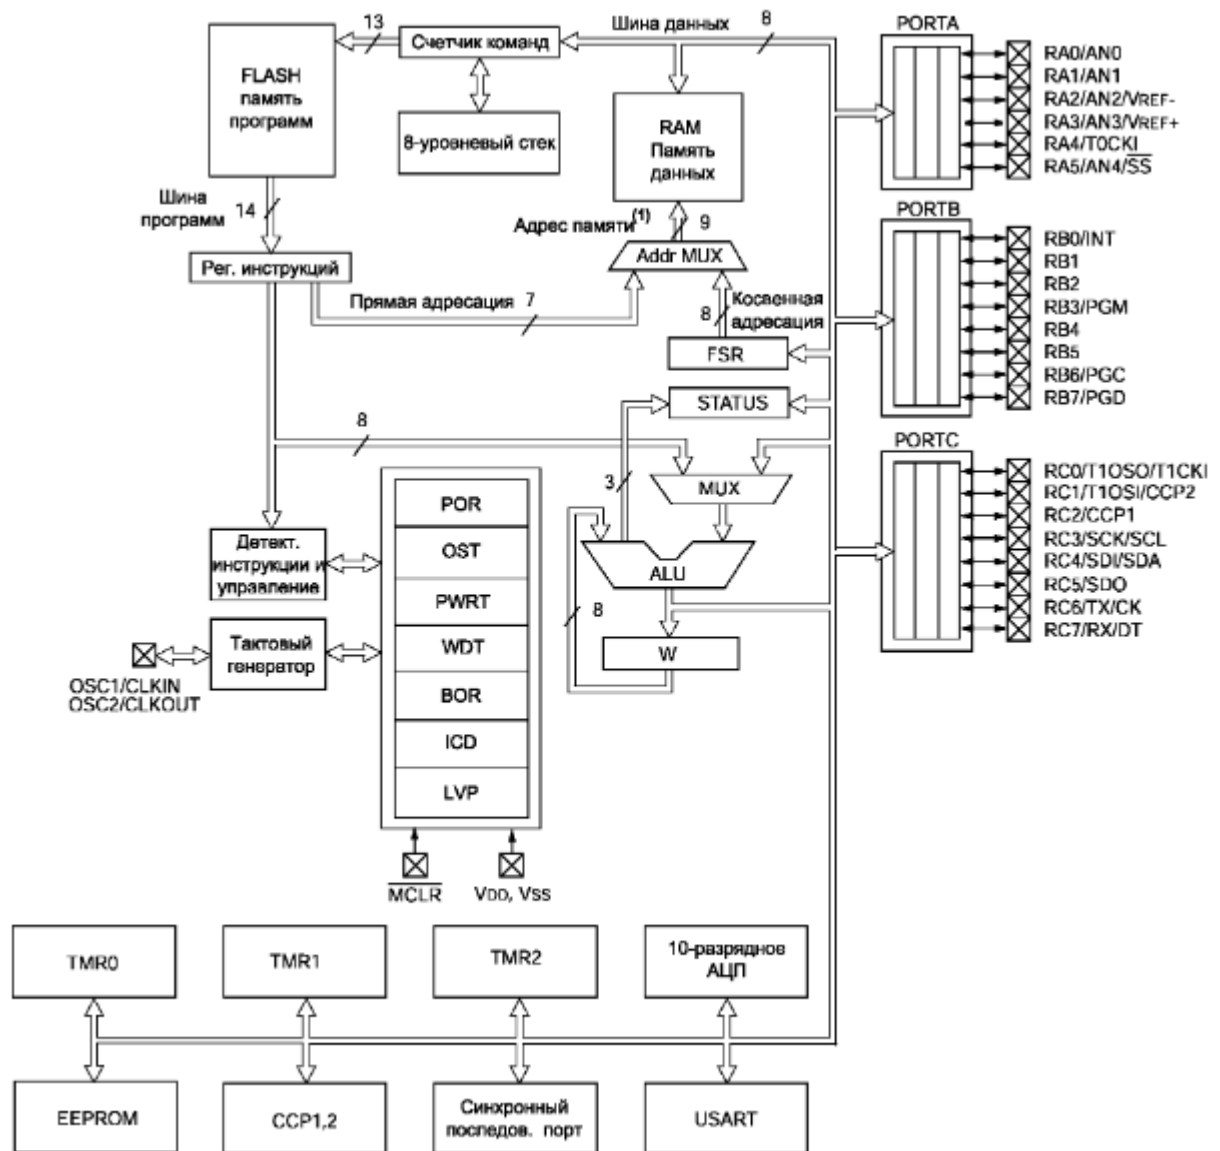 13
Счетчик команд
Шина данных
8
FLASH
память
программ
8-уровневый стек
RAM
Память
данных
Шина
программ
14
Адрес памяти(1)
9
Addr MUX
Рег. инструкций
Прямая адресация
7
8
Косвенная
адресация
FSR
STATUS
8
3
MUX
ALU
8
W
Детект.
инструкции и
управление
Тактовый
генератор
OSC1/CLKIN
OSC2/CLKOUT
POR
OST
PWRT
WDT
BOR
ICD
LVP
MCLR
VDD, VSS
PORTA
RA0/AN0
RA1/AN1
RA2/AN2/VREF-
RA3/AN3/VREF+
RA4/T0CKI
RA5/AN4/SS
PORTB
RB0/INT
RB1
RB2
RB3/PGM
RB4
RB5
RB6/PGC
RB7/PGD
PORTC
RC0/T1OSO/T1CKI
RC1/T1OSI/CCP2
RC2/CCP1
RC3/SCK/SCL
RC4/SDI/SDA
RC5/SDO
RC6/TX/CK
RC7/RX/DT
TMR0
TMR1
TMR2
10-разрядное
АЦП
EEPROM
CCP1,2
Синхронный
последов. порт
USART